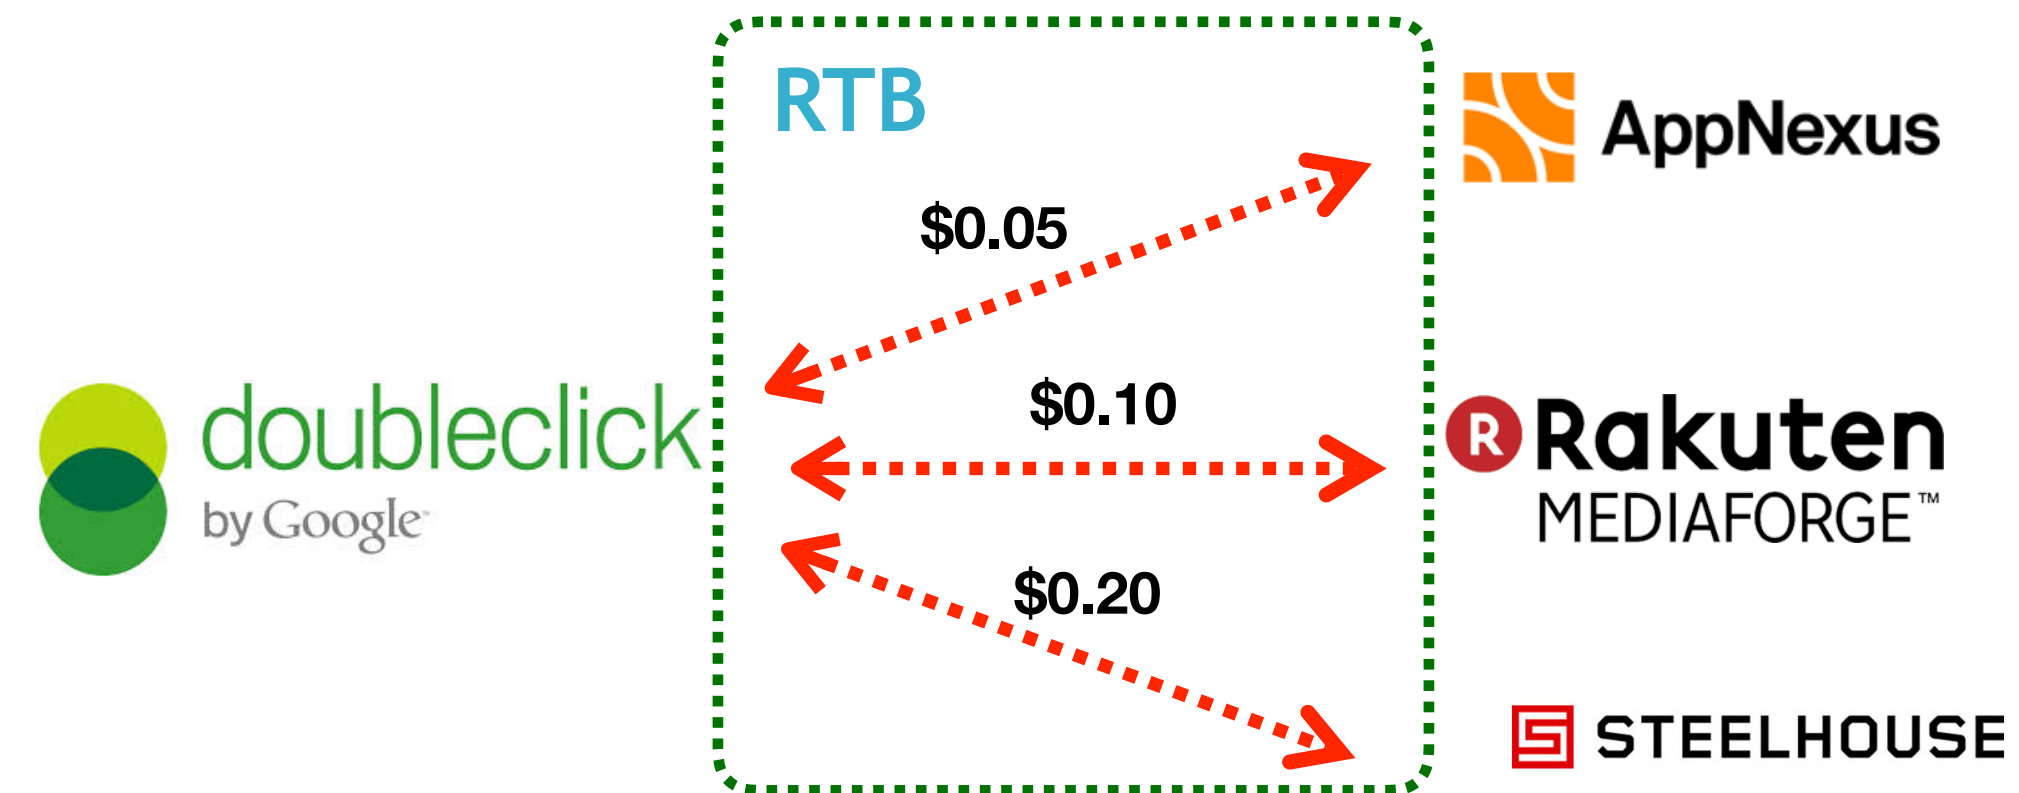 RTB
AppNexus
$0.05
doubleclick
by Google
$0.10
R Rakuten
MEDIAFORGE™
$0.20
STEELHOUSE